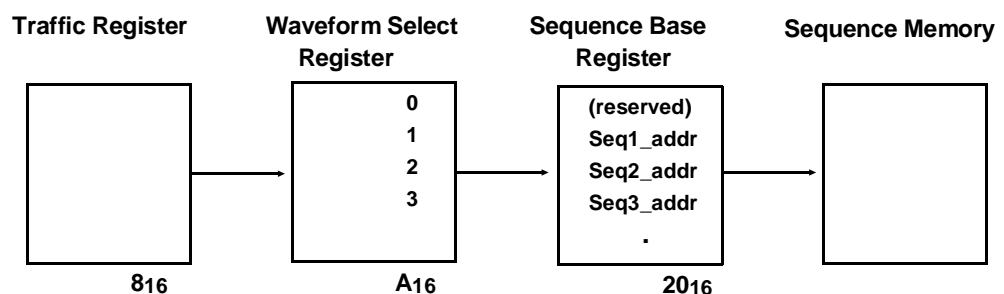 Traffic Register
Waveform Select
Register
Sequence Base
Register
Sequence Memory
0
1
2
3
(reserved)
Seq1_addr
Seq2_addr
Seq3_addr
.
816
A16
2016